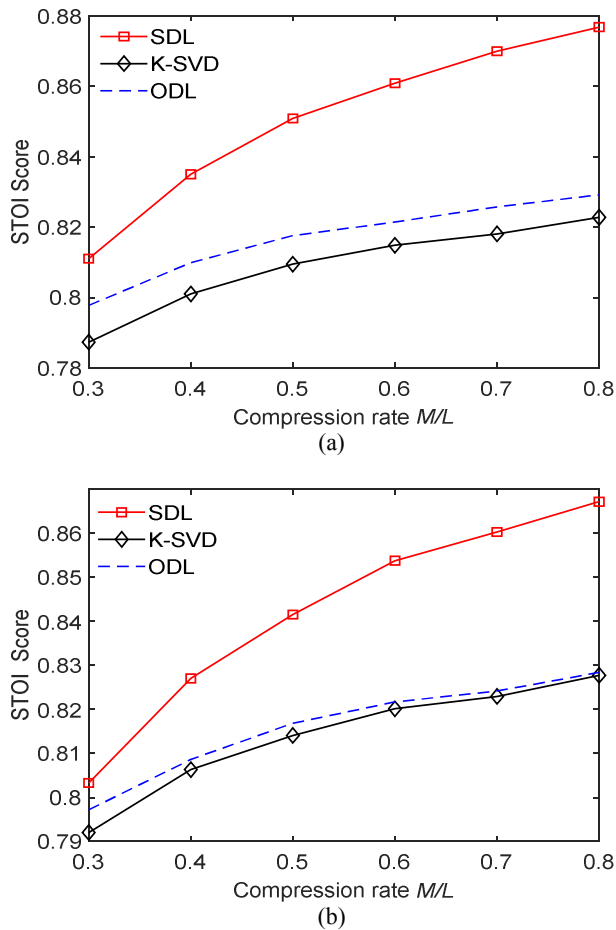 0.88
0.86
0.84
0.82
0.8
0.78
STOI Score
SDL
K-SVD
ODL
0.3 0.4 0.5 0.6 0.7 0.8
Compression rate M/L
(a)
0.86
0.85
0.84
0.83
0.82
0.81
0.8
0.79
STOI Score
SDL
K-SVD
ODL
0.3 0.4 0.5 0.6 0.7 0.8
Compression rate M/L
(b)